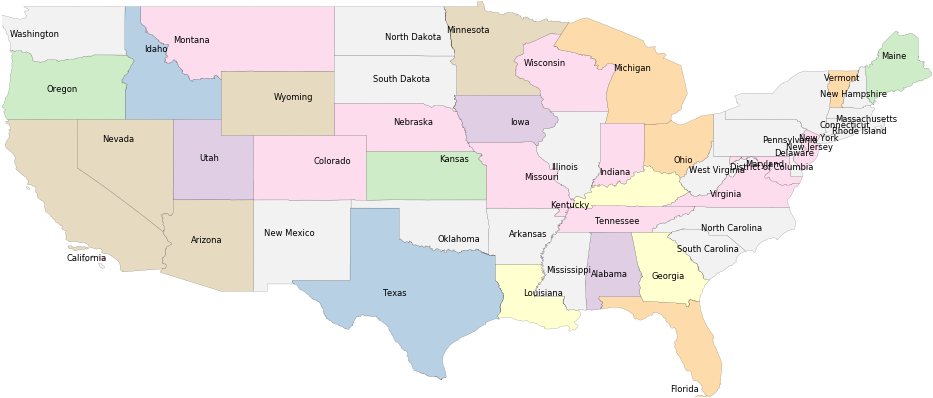 Washington
Montana
North Dakota
Minnesota
Idaho
Wisconsin
Michigan
Maine
Vermont
New Hampshire
Oregon
South Dakota
Wyoming
Nebraska
Iowa
Massachusetts
Connecticut
Rhode Island
New York
Pennsylvania
New Jersey
Nevada
Utah
Colorado
Kansas
Missouri
Illinois
Indiana
Ohio
Delaware
Maryland
District of Columbia
West Virginia
Virginia
Kentucky
Tennessee
North Carolina
South Carolina
California
Arizona
New Mexico
Oklahoma
Arkansas
Mississippi
Alabama
Georgia
Texas
Louisiana
Florida